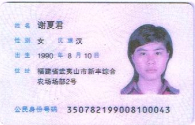 姓名 谢夏君
性别 女 民族 汉
出生 1990 年 8 月 10 日
住址 福建省武夷山市新丰综合
农场场部2号
公民身份号码 350782199008100043